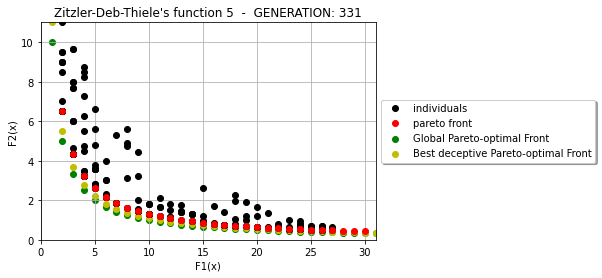 Zitzler-Deb-Thiele's function 5 - GENERATION: 331
10
8
6
4
2
0
F2(x)
0 5 10 15 20 25 30
F1(x)
individuals
pareto front
Global Pareto-optimal Front
Best deceptive Pareto-optimal Front